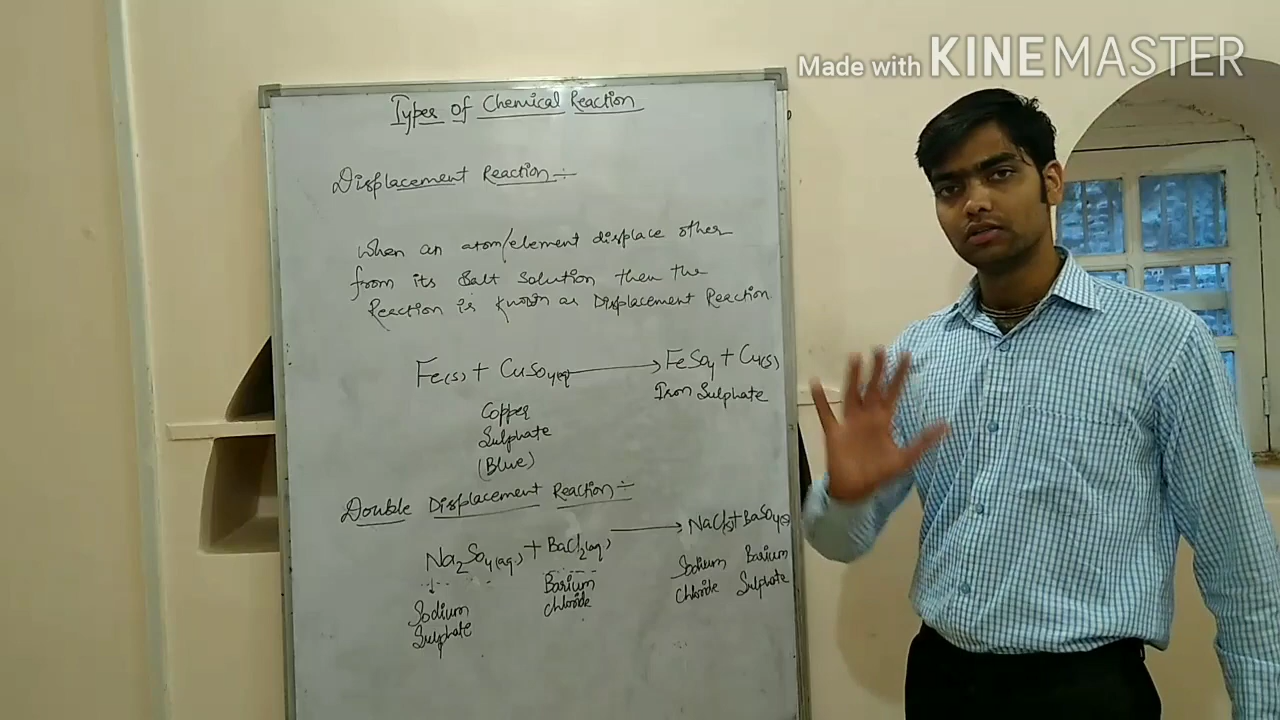 Made with KINEMASTER
Types of Chemical Reaction
Displacement Reaction :-
When an atom/element displace other
from its Salt Solution then the
Reaction is known as Displacement Reaction.
Fe(s) + CuSO4(aq) → FeSO4 + Cu(s)
Copper
Sulphate
(Blue)
Iron Sulphate
Double Displacement Reaction :-
Na2SO4(aq) + BaCl2(aq) → NaCl(s) + BaSO4(s)
Sodium
Sulphate
Barium
Chloride
Sodium
Chloride
Barium
Sulphate